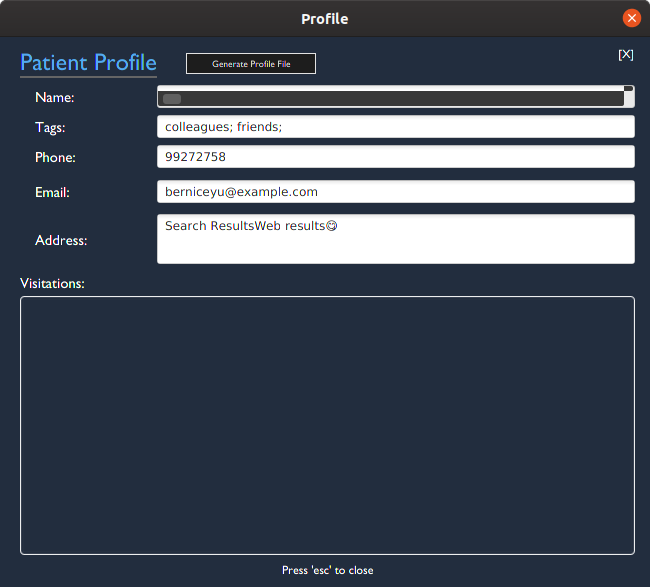 Profile
Patient Profile
Generate Profile File
[X]
Name:
Tags:
colleagues; friends;
Phone:
99272758
Email:
berniceyu@example.com
Address:
Search ResultsWeb results😋
Visitations:
Press 'esc' to close